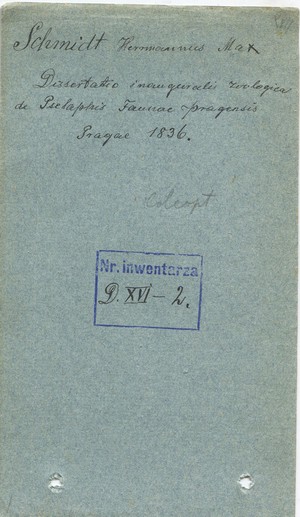 Schmidt Hermannus Max
Dissertatio inauguralis zoologica
de Pselaphis Faunae pragensis
Pragae 1836.
Coleopt
Nr. inwentarza
D. XVI – 2.